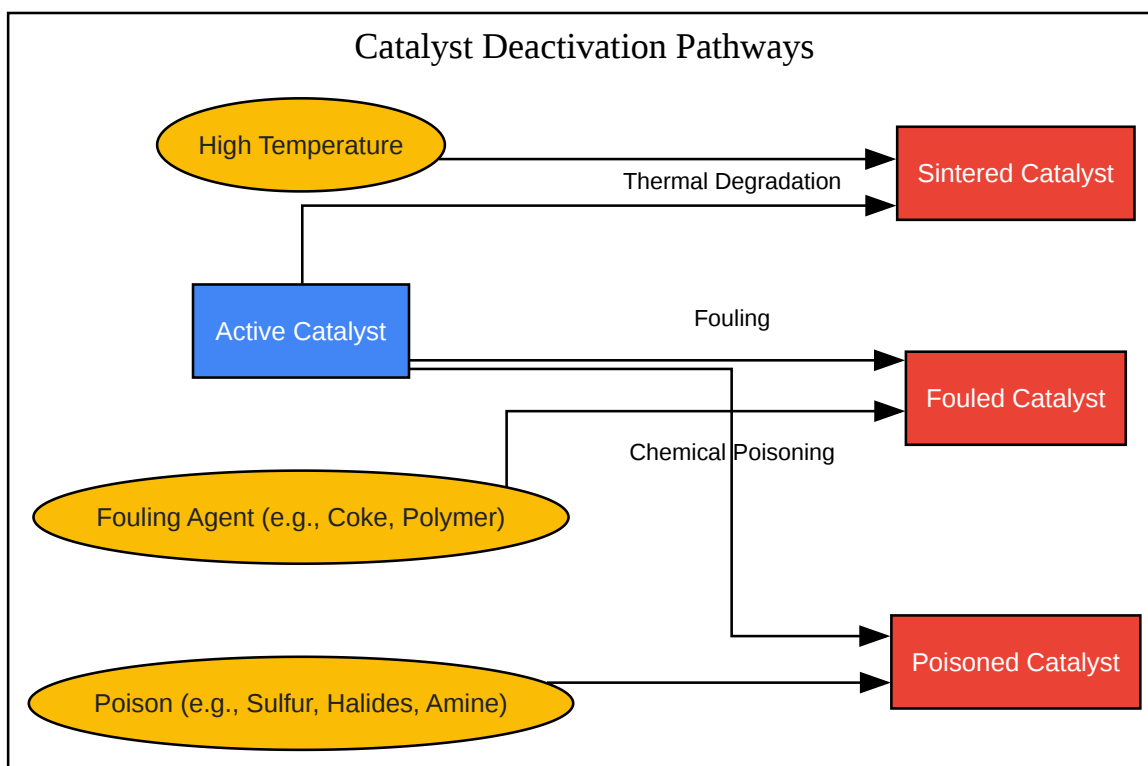 Catalyst Deactivation Pathways
High Temperature
Sintered Catalyst
Thermal Degradation
Active Catalyst
Fouling
Fouled Catalyst
Chemical Poisoning
Fouling Agent (e.g., Coke, Polymer)
Poisoned Catalyst
Poison (e.g., Sulfur, Halides, Amine)